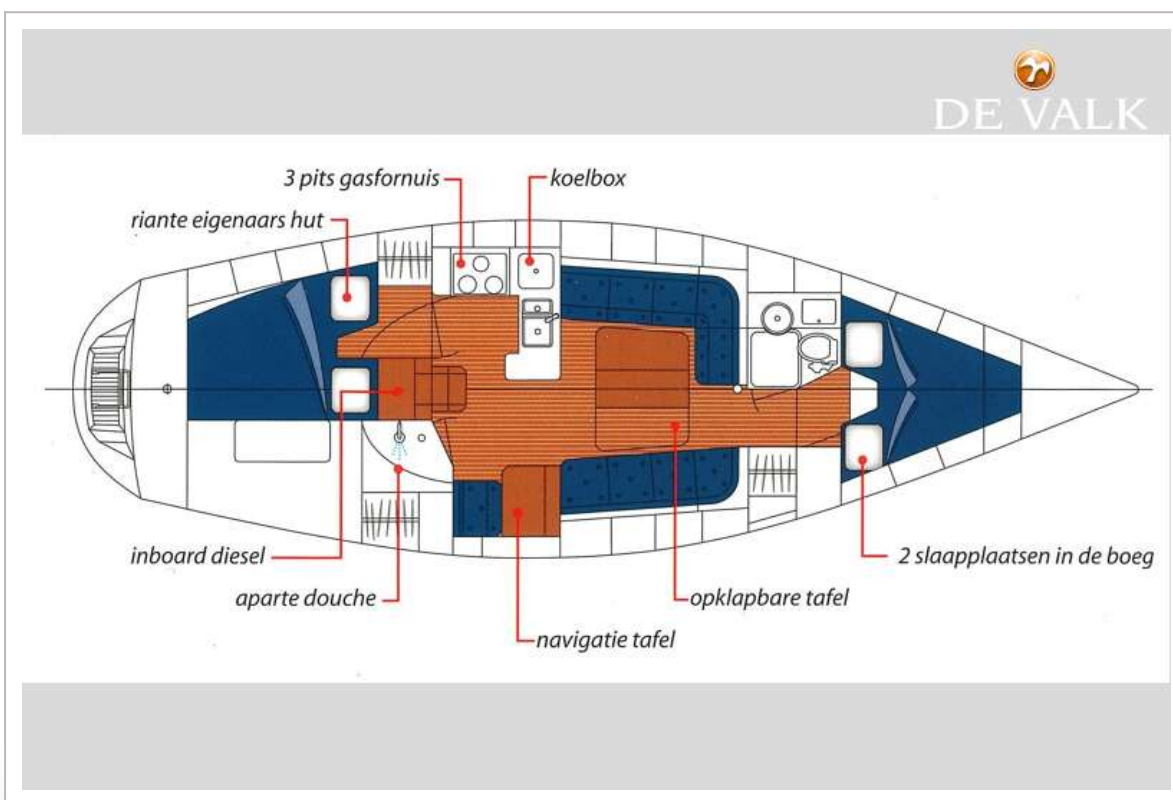 DE VALK
3 pits gasfornuis
koelbox
riante eigenaars hut
inboard diesel
2 slaapplaatsen in de boeg
aparte douche
opklapbare tafel
navigatie tafel